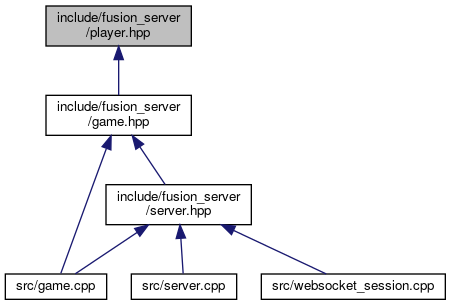 include/fusion_server
/player.hpp
include/fusion_server
/game.hpp
include/fusion_server
/server.hpp
src/game.cpp
src/server.cpp
src/websocket_session.cpp